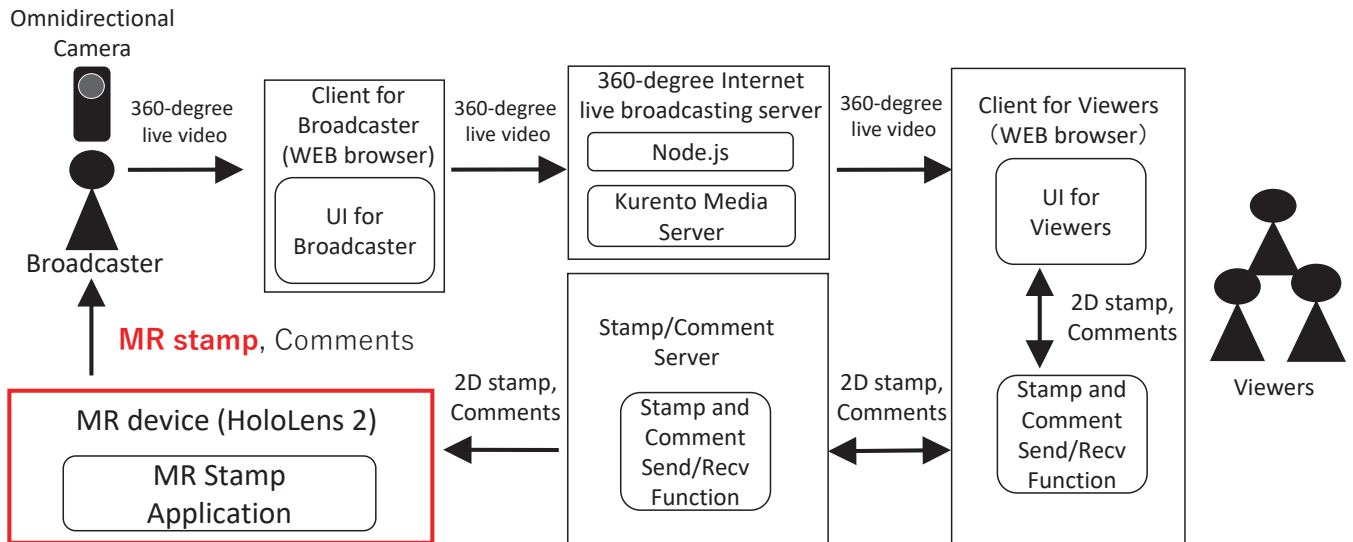 Omnidirectional
Camera
360-degree
live video
Broadcaster
Client for
Broadcaster
(WEB browser)
UI for
Broadcaster
360-degree
live video
360-degree Internet
live broadcasting server
Node.js
Kurento Media
Server
360-degree
live video
Client for Viewers
（WEB browser）
UI for
Viewers
2D stamp,
Comments
Stamp and
Comment
Send/Recv
Function
Viewers
2D stamp,
Comments
Stamp/Comment
Server
Stamp and
Comment
Send/Recv
Function
2D stamp,
Comments
MR stamp, Comments
MR device (HoloLens 2)
MR Stamp
Application